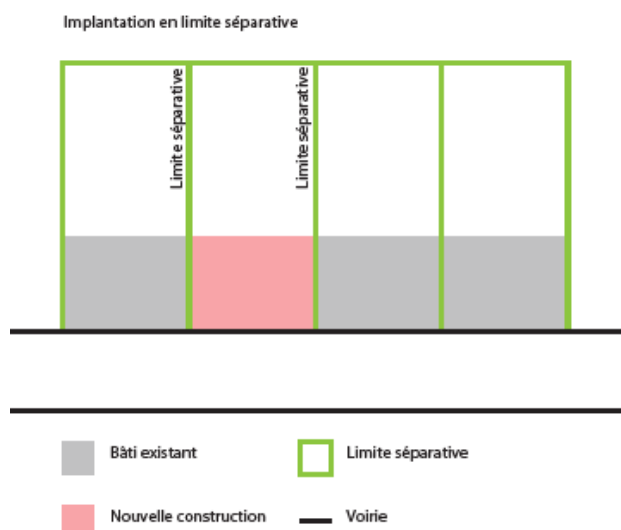 Implantation en limite séparative
Limite séparative
Limite séparative
Bâti existant
Limite séparative
Nouvelle construction
Voirie